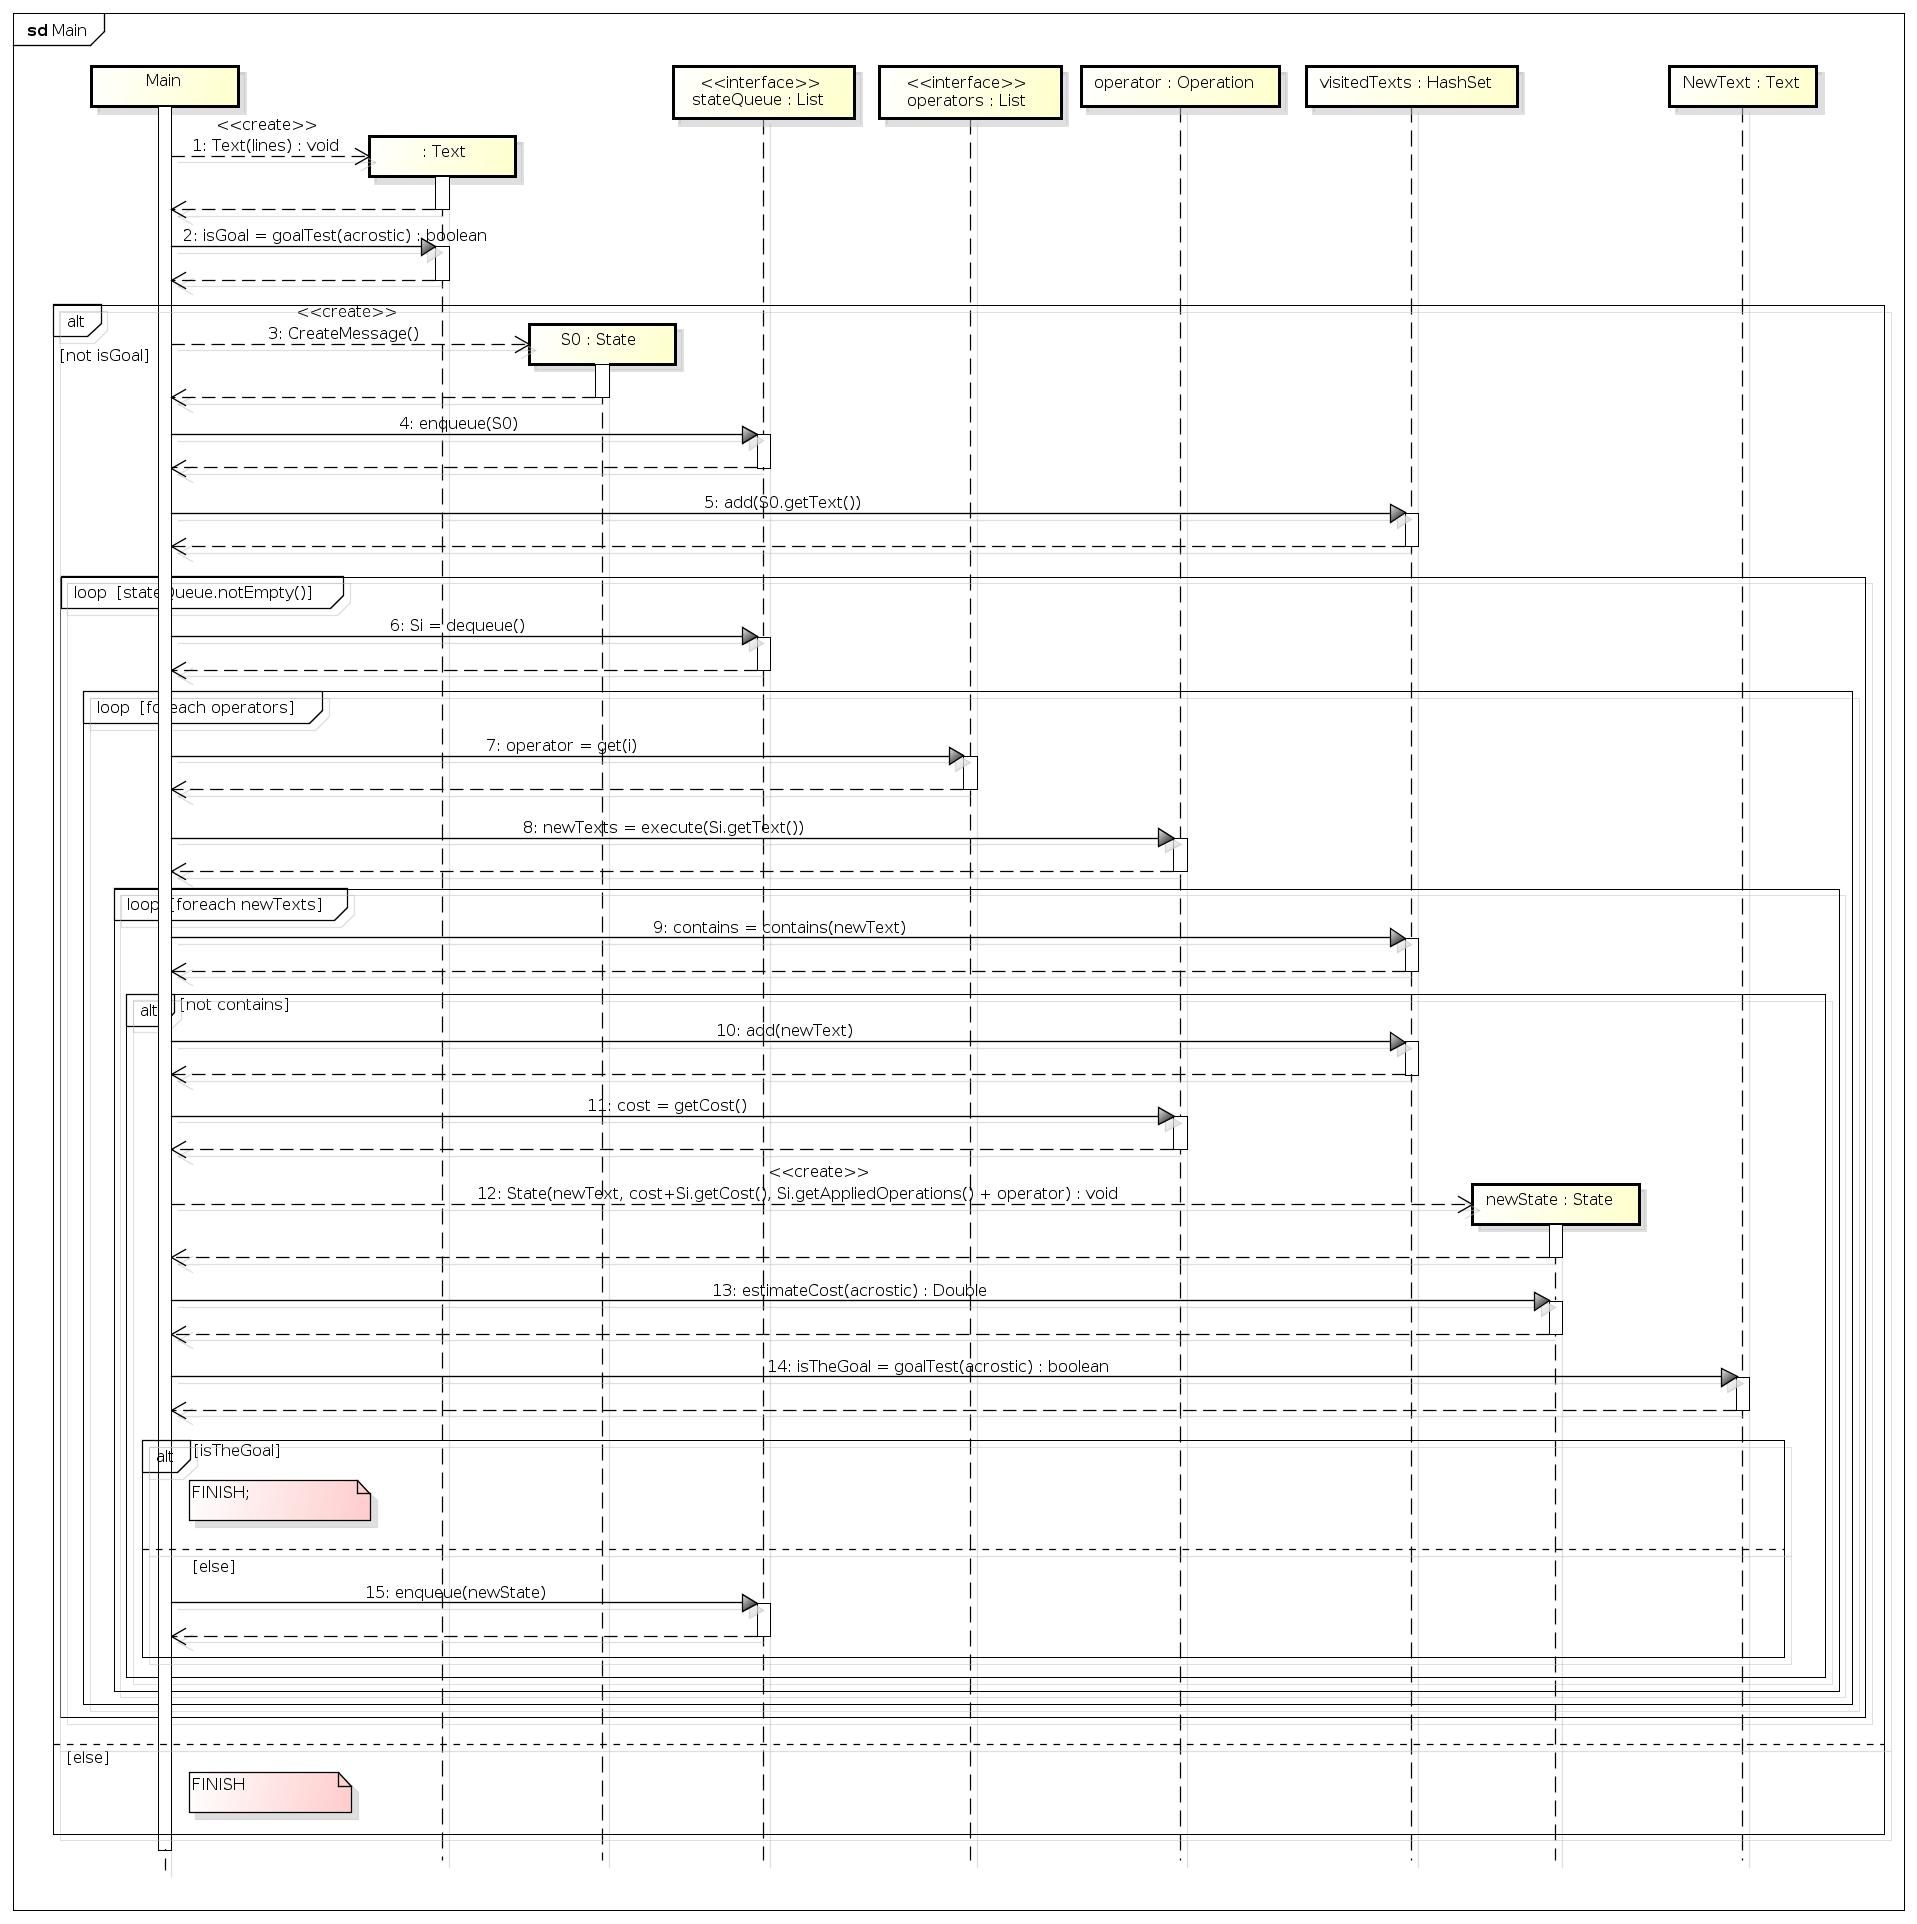 sd Main
Main
<<interface>>
stateQueue : List
<<interface>>
operators : List
operator : Operation
visitedTexts : HashSet
NewText : Text
<<create>>
1: Text(lines) : void
: Text
2: isGoal = goalTest(acrostic) : boolean
alt
[not isGoal]
<<create>>
3: CreateMessage()
S0 : State
4: enqueue(S0)
5: add(S0.getText())
loop [stateQueue.notEmpty()]
6: Si = dequeue()
loop [foreach operators]
7: operator = get(i)
8: newTexts = execute(Si.getText())
loop [foreach newTexts]
9: contains = contains(newText)
alt [not contains]
10: add(newText)
11: cost = getCost()
<<create>>
12: State(newText, cost+Si.getCost(), Si.getAppliedOperations() + operator) : void
newState : State
13: estimateCost(acrostic) : Double
14: isTheGoal = goalTest(acrostic) : boolean
alt [isTheGoal]
FINISH;
[else]
15: enqueue(newState)
[else]
FINISH